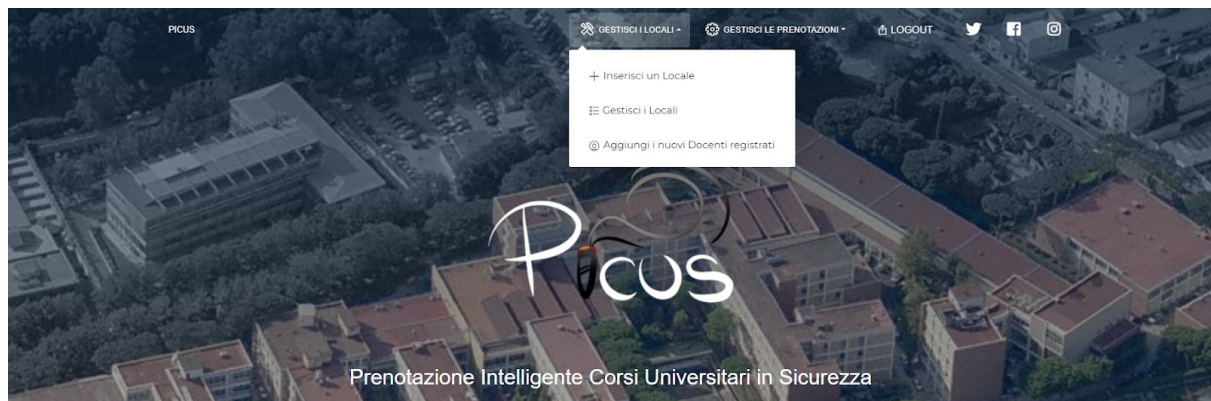 PICUS
GESTISCI I LOCALI
GESTISCI LE PRENOTAZIONI
LOGOUT
Inserisci un Locale
Gestisci i Locali
Aggiungi i nuovi Docenti registrati
Picus
Prenotazione Intelligente Corsi Universitari in Sicurezza